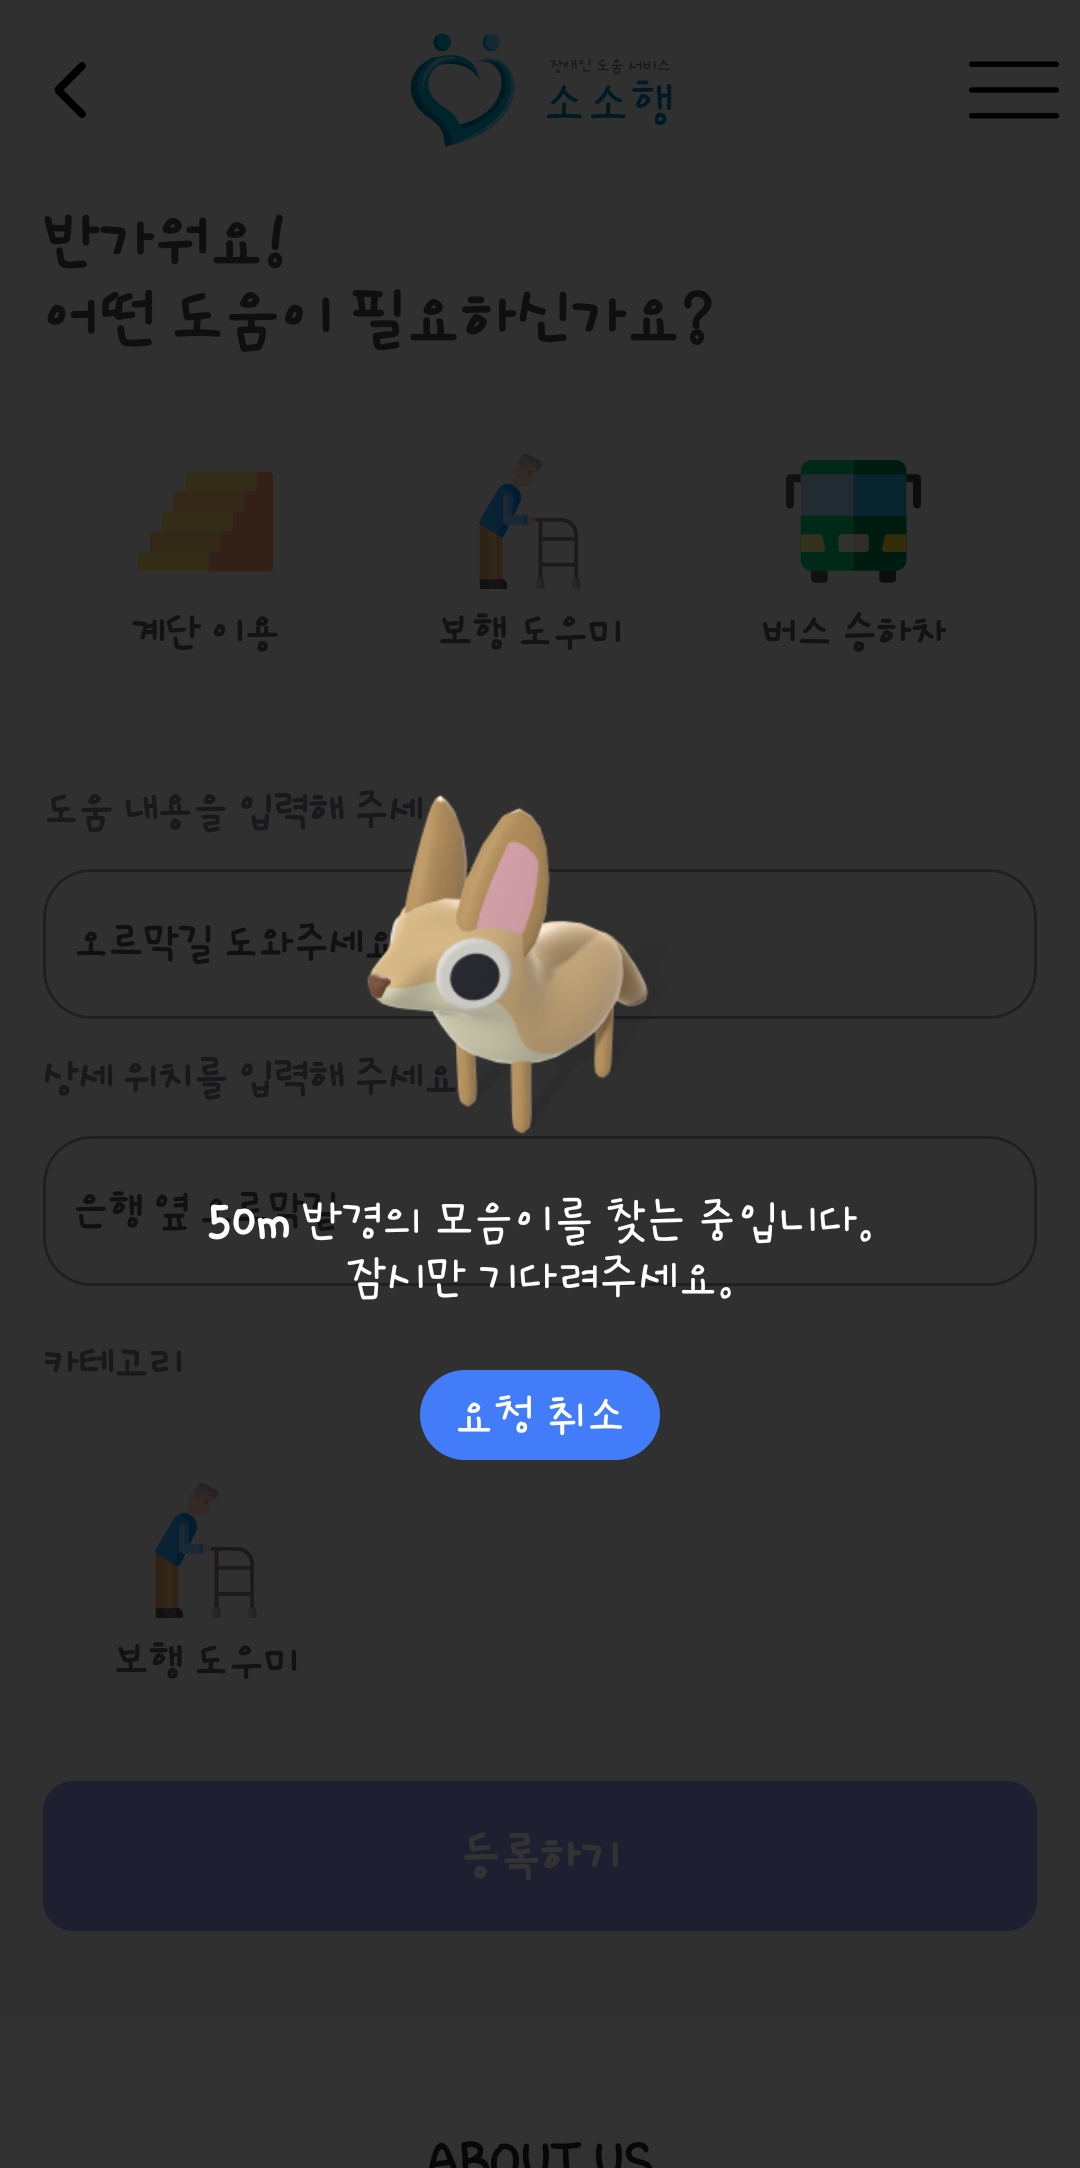 장애인 도움 서비스
소소행
반가워요!
어떤 도움이 필요하신가요?
계단 이용
보행 도우미
버스 승하차
도움 내용을 입력해 주세
오르막길 도와주세요
상세 위치를 입력해 주세요
은행 옆 오르막길
50m 반경의 모음이를 찾는 중입니다.
잠시만 기다려주세요.
카테고리
요청 취소
보행 도우미
등록하기
ABOUT US